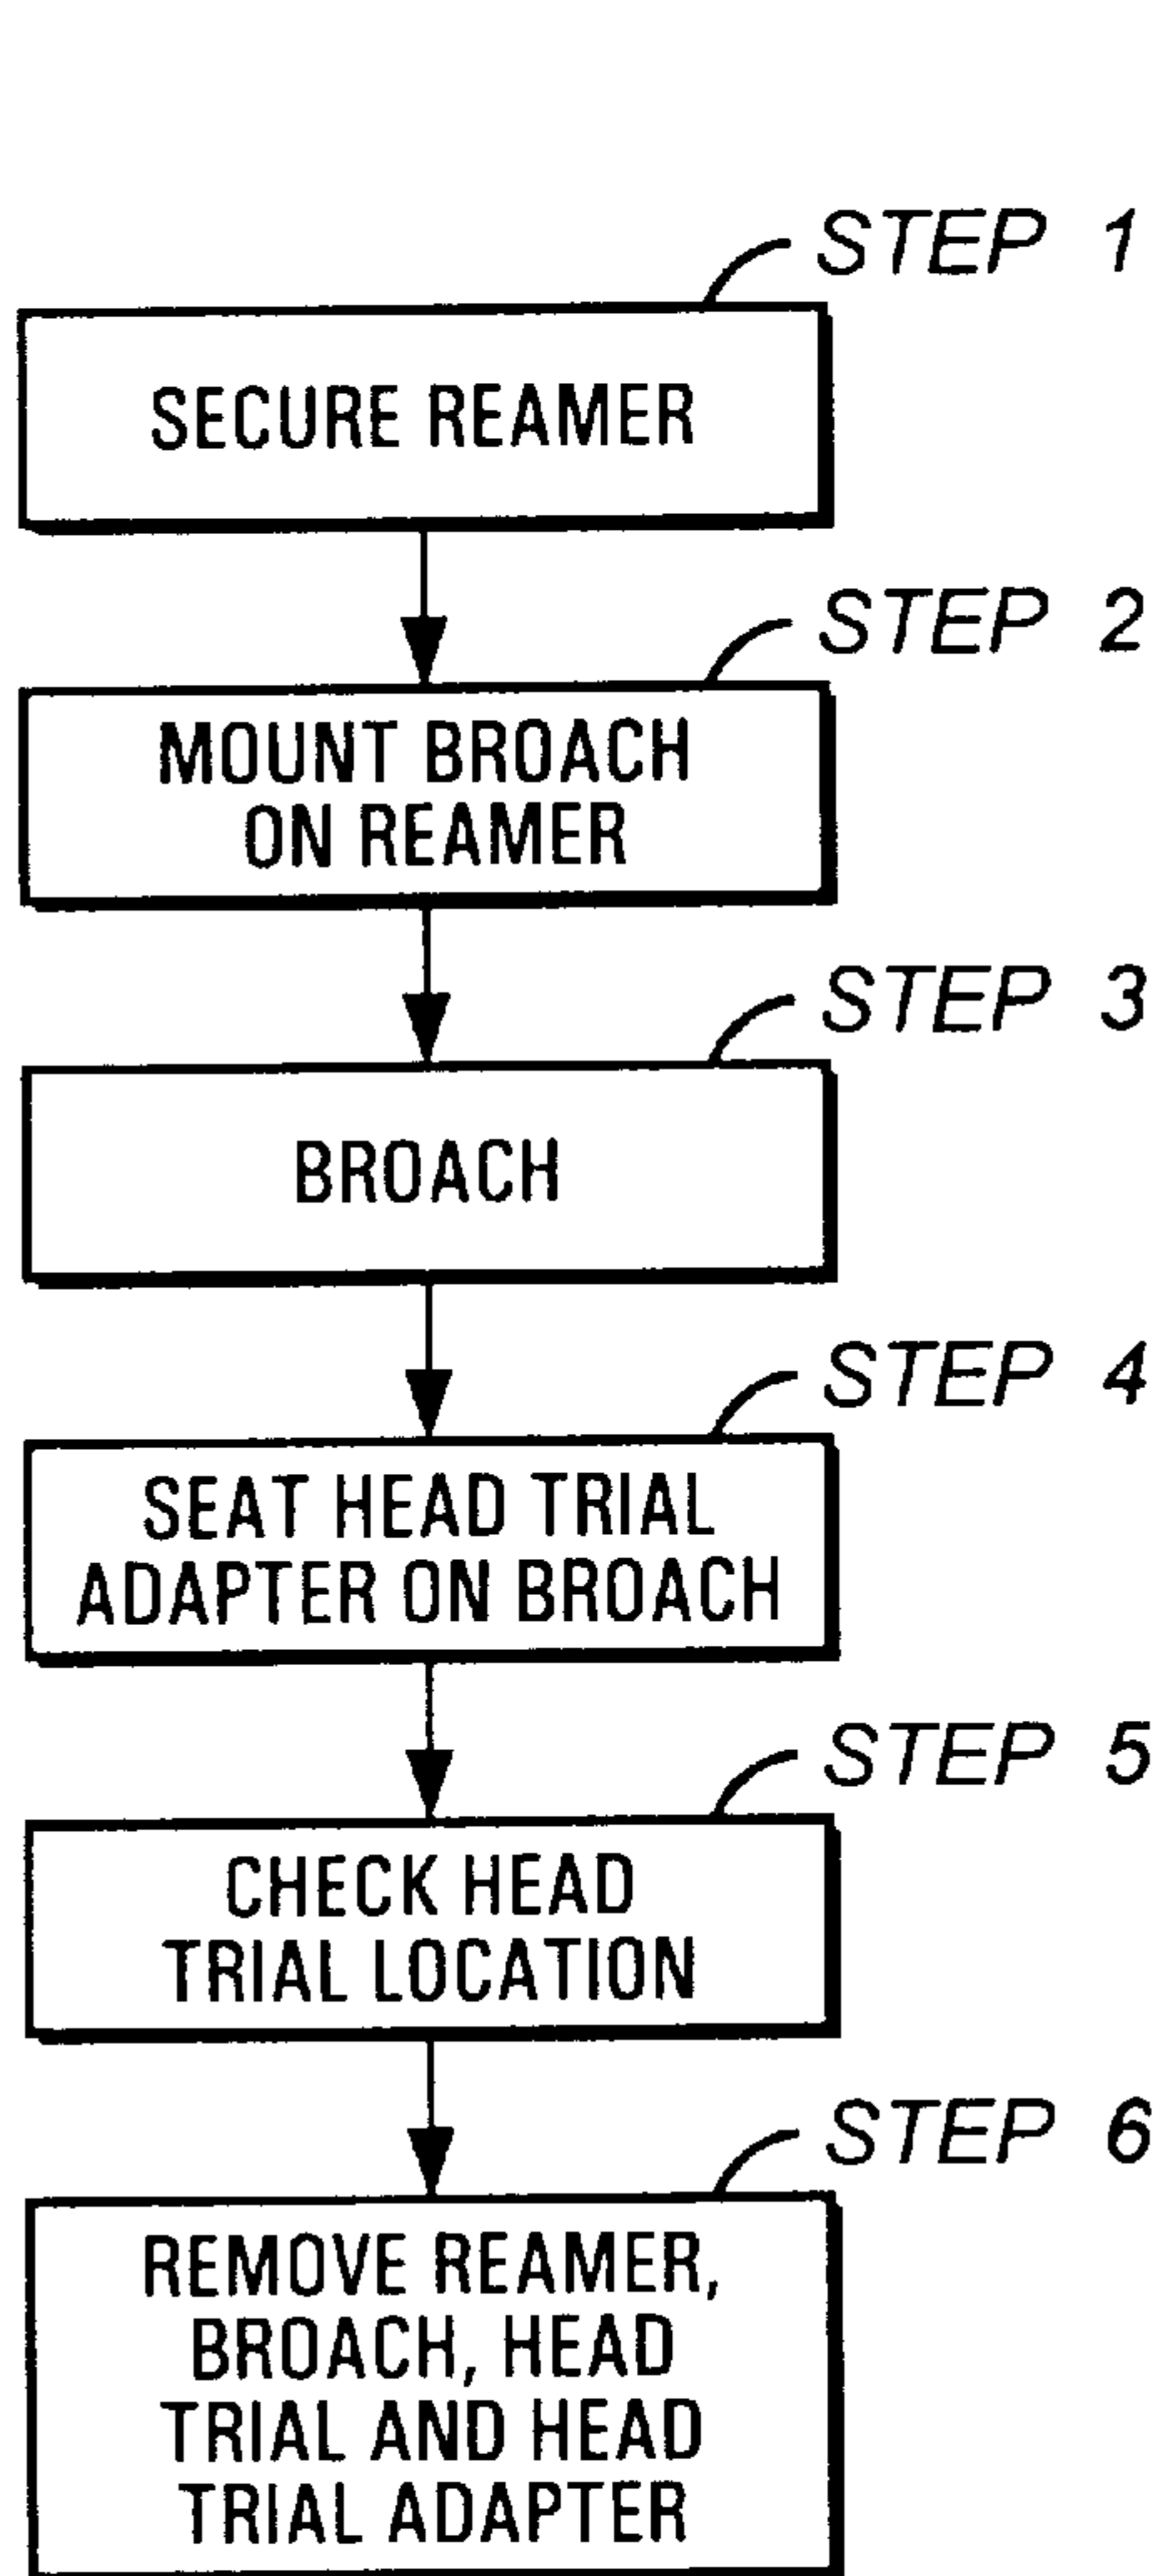 STEP 1
SECURE REAMER
STEP 2
MOUNT BROACH
ON REAMER
STEP 3
BROACH
STEP 4
SEAT HEAD TRIAL
ADAPTER ON BROACH
STEP 5
CHECK HEAD
TRIAL LOCATION
STEP 6
REMOVE REAMER,
BROACH, HEAD
TRIAL AND HEAD
TRIAL ADAPTER